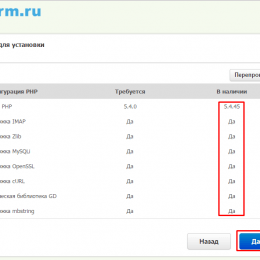 rm.ru
для установки
Перепро
гурация PHP Требуется В наличии
PHP 5.4.0 5.4.45
жка IMAP Да Да
жка Zlib Да Да
жка MySQLi Да Да
жка OpenSSL Да Да
жка cURL Да Да
ская библиотека GD Да Да
жка mbstring Да Да
Назад Да